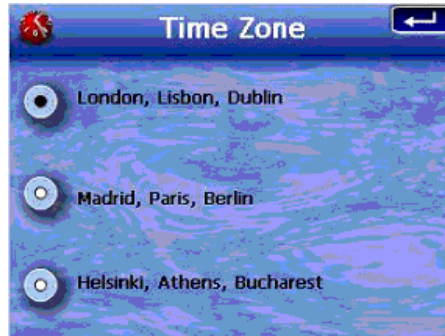 Time Zone
London, Lisbon, Dublin
Madrid, Paris, Berlin
Helsinki, Athens, Bucharest